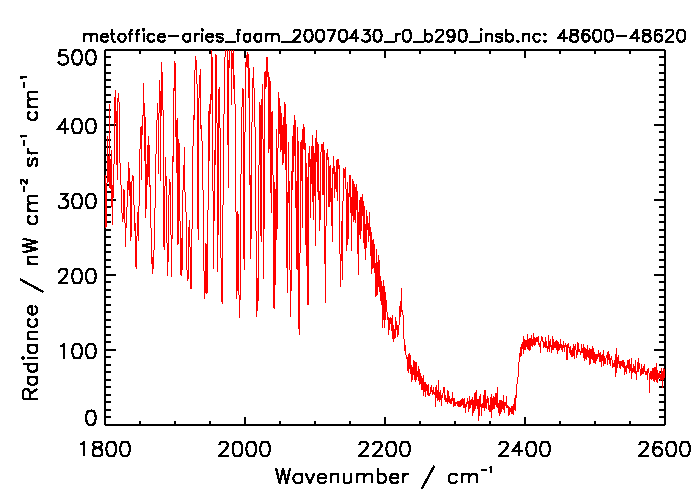 metoffice-aries_faam_20070430_r0_b290_insb.nc: 48600-48620
500
400
300
200
100
0
Radiance / nW cm⁻² sr⁻¹ cm⁻¹
1800 2000 2200 2400 2600
Wavenumber / cm⁻¹